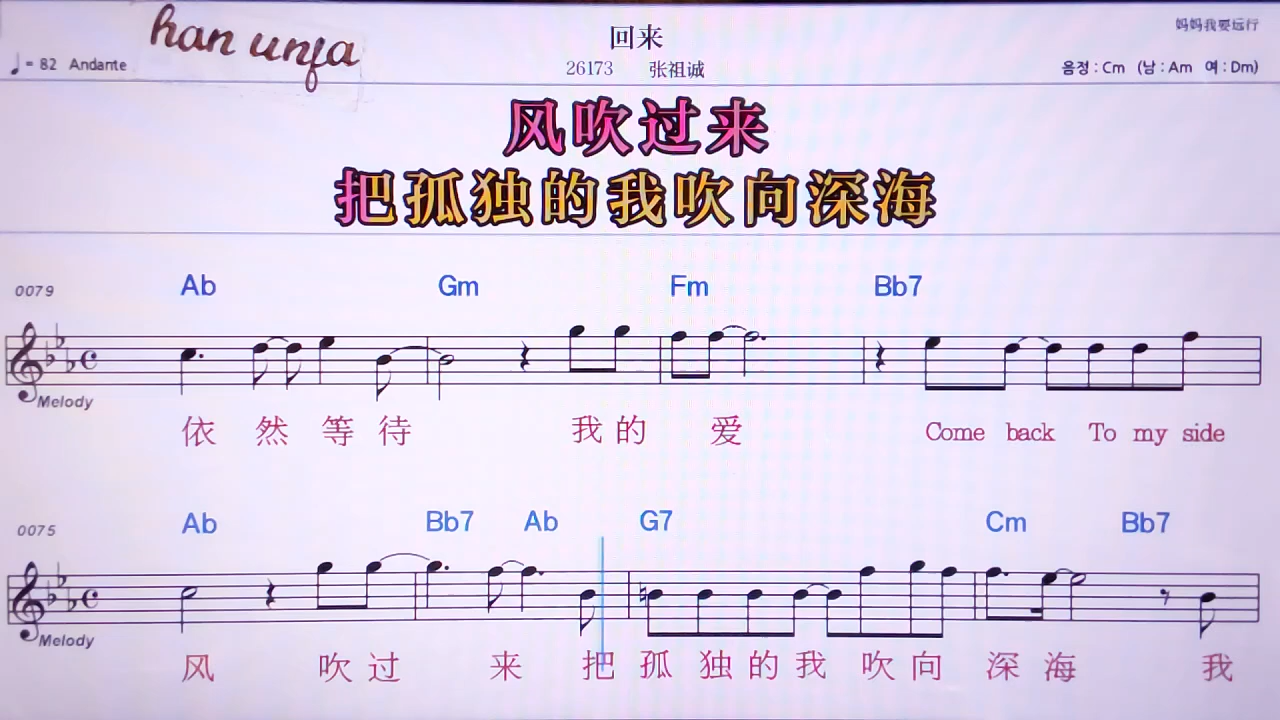 han unfa
回来
妈妈我要远行
♩= 82 Andante
26173 张祖诚
음정 : Cm (남 : Am 여 : Dm)
风吹过来
把孤独的我吹向深海
0079 Ab Gm Fm Bb7
Melody
依 然 等 待 我 的 爱 Come back To my side
0075 Ab Bb7 Ab G7 Cm Bb7
Melody
风 吹 过 来 把 孤 独 的 我 吹 向 深 海 我